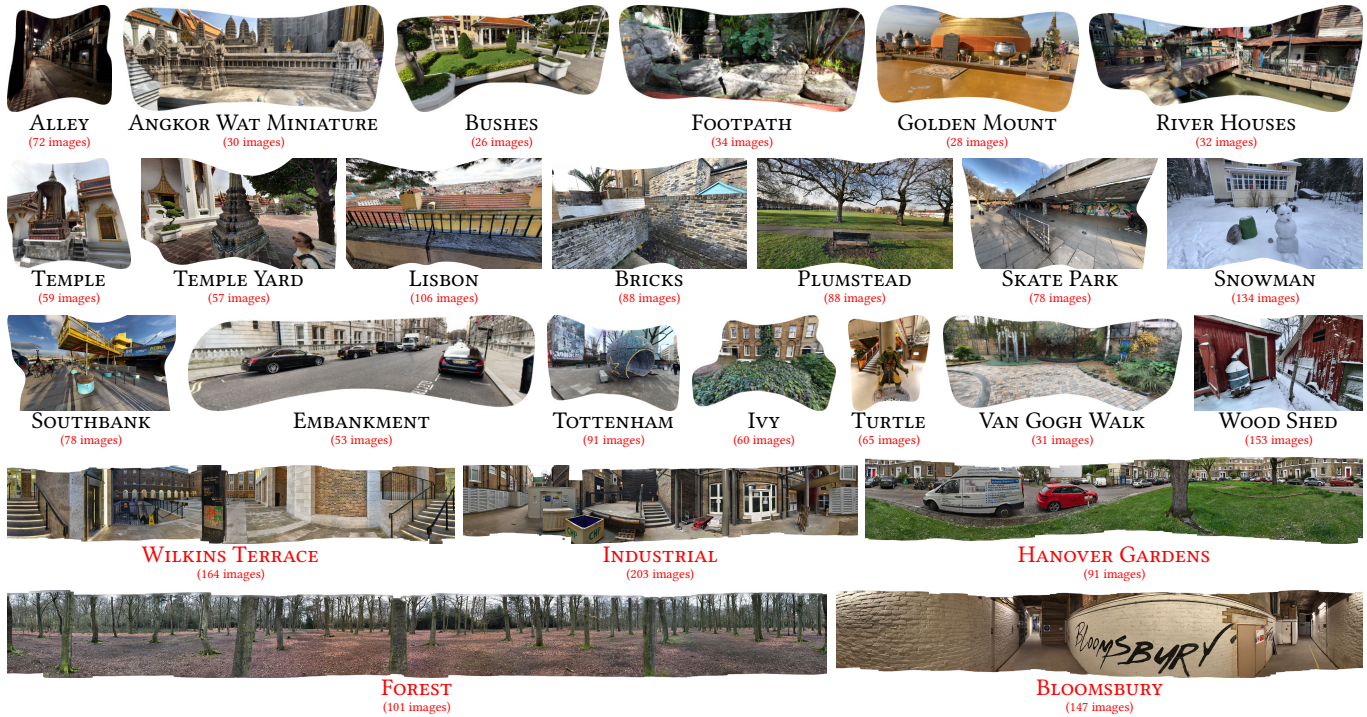 Alley
(72 images)
Angkor Wat Miniature
(30 images)
Bushes
(26 images)
Footpath
(34 images)
Golden Mount
(28 images)
River Houses
(32 images)
Temple
(59 images)
Temple Yard
(57 images)
Lisbon
(106 images)
Bricks
(88 images)
Plumstead
(88 images)
Skate Park
(78 images)
Snowman
(134 images)
Southbank
(78 images)
Embankment
(53 images)
Tottenham
(91 images)
Ivy
(60 images)
Turtle
(65 images)
Van Gogh Walk
(31 images)
Wood Shed
(153 images)
Wilkins Terrace
(164 images)
Industrial
(203 images)
Hanover Gardens
(91 images)
Forest
(101 images)
Bloomsbury
Bloomsbury
(147 images)